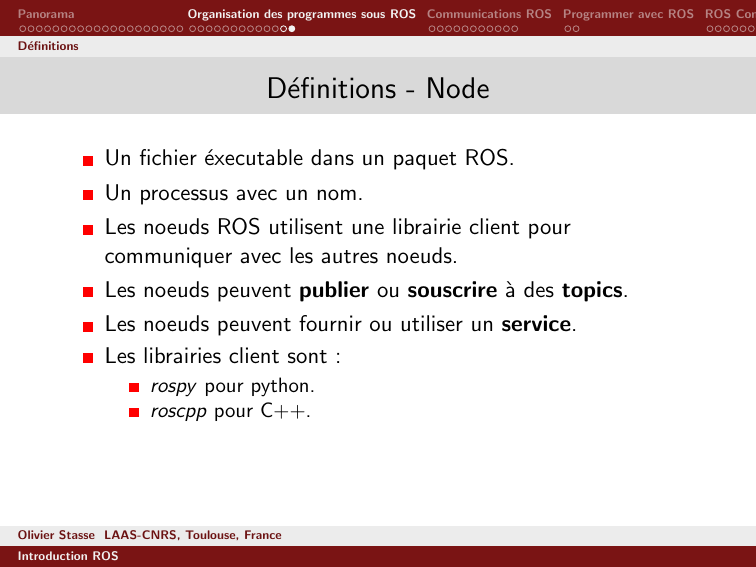 Panorama
Organisation des programmes sous ROS
Communications ROS
Programmer avec ROS
ROS Con
Définitions
Définitions - Node
Un fichier éxecutable dans un paquet ROS.
Un processus avec un nom.
Les noeuds ROS utilisent une librairie client pour
communiquer avec les autres noeuds.
Les noeuds peuvent publier ou souscrire à des topics.
Les noeuds peuvent fournir ou utiliser un service.
Les librairies client sont :
rospy pour python.
roscpp pour C++.
Olivier Stasse LAAS-CNRS, Toulouse, France
Introduction ROS